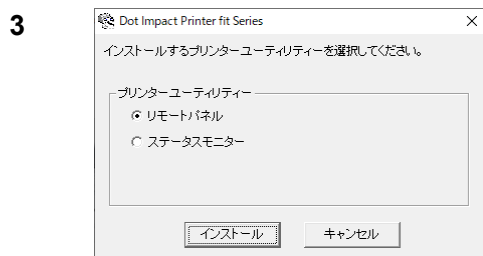 3
Dot Impact Printer fit Series
インストールするプリンターユーティリティーを選択してください。
プリンターユーティリティー
リモートパネル
ステータスモニター
インストール キャンセル